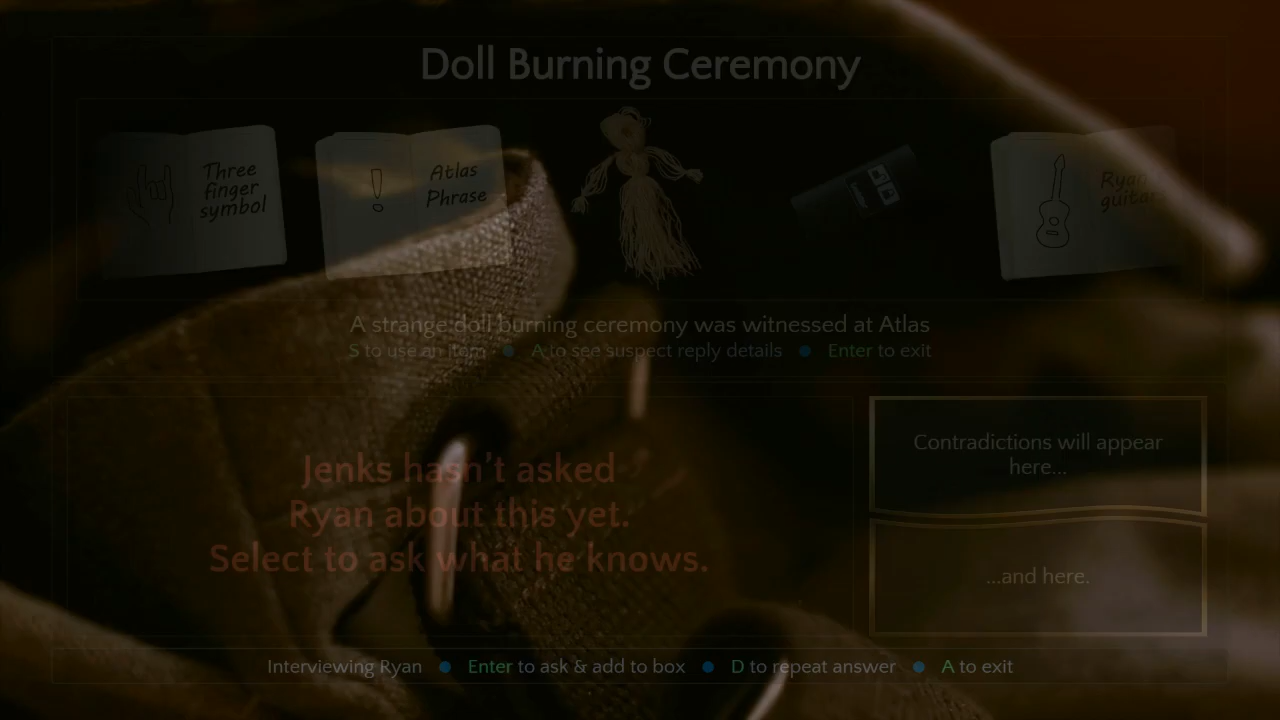 Doll Burning Ceremony
Three
finger
symbol
Atlas
Phrase
Ryan's
guitar
A strange doll burning ceremony was witnessed at Atlas
S to use an item
A to see suspect reply details
Enter to exit
Jenks hasn't asked
Ryan about this yet.
Select to ask what he knows.
Contradictions will appear
here...
...and here.
Interviewing Ryan
Enter to ask & add to box
D to repeat answer
A to exit